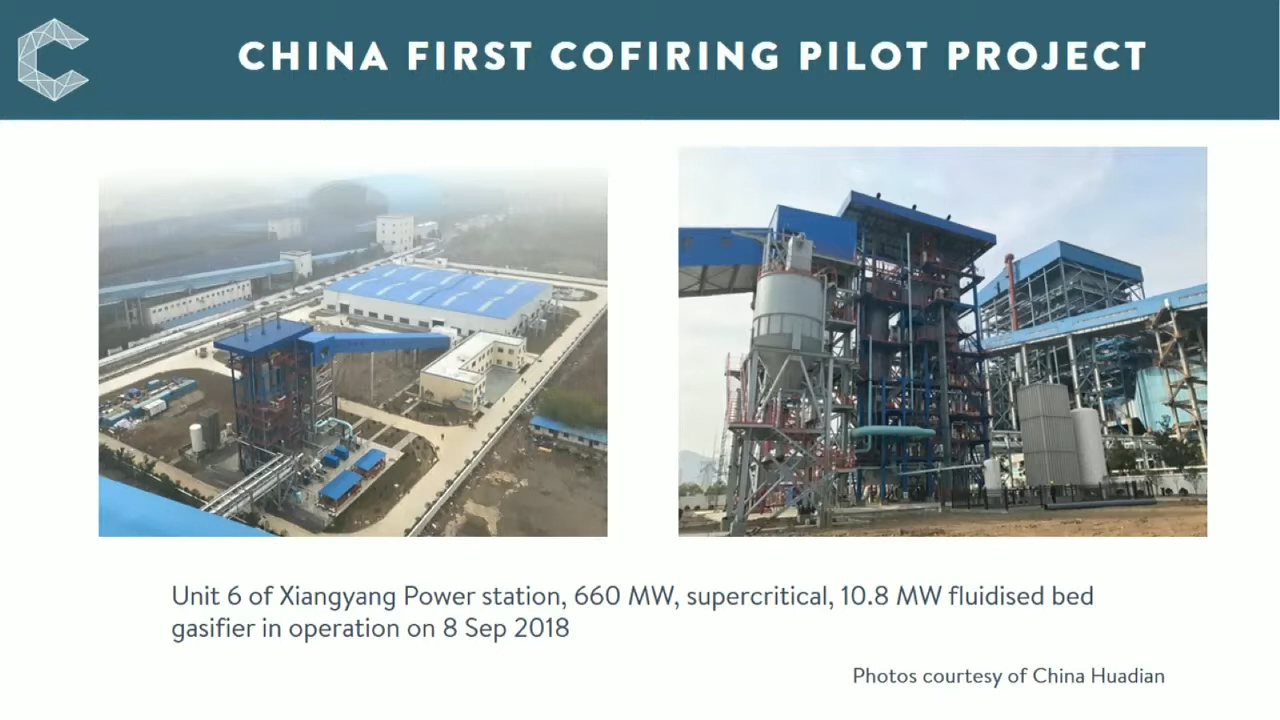 CHINA FIRST COFIRING PILOT PROJECT
Unit 6 of Xiangyang Power station, 660 MW, supercritical, 10.8 MW fluidised bed
gasifier in operation on 8 Sep 2018
Photos courtesy of China Huadian